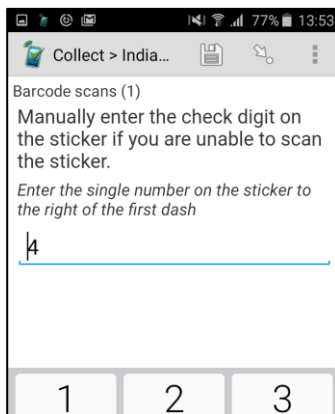 77% 13:53
Collect > India...
Barcode scans (1)
Manually enter the check digit on
the sticker if you are unable to scan
the sticker.
Enter the single number on the sticker to
the right of the first dash
4
1 2 3